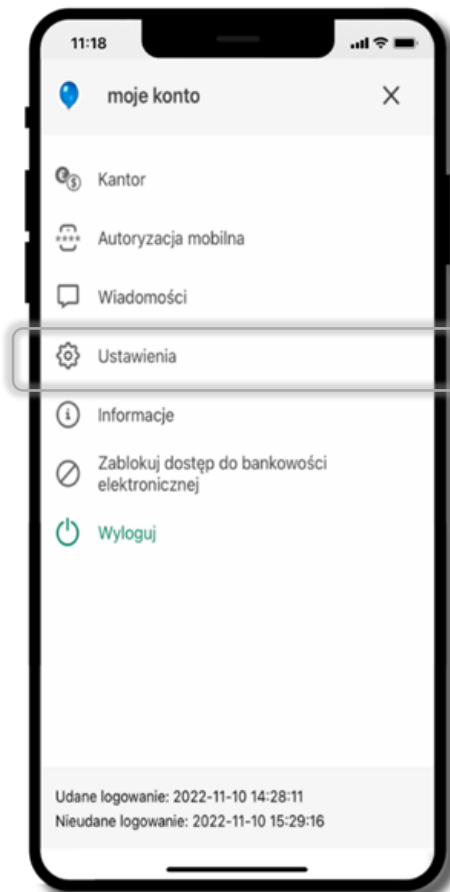 11:18
moje konto
Kantor
Autoryzacja mobilna
Wiadomości
Ustawienia
Informacje
Zablokuj dostęp do bankowości
elektronicznej
Wyloguj
Udane logowanie: 2022-11-10 14:28:11
Nieudane logowanie: 2022-11-10 15:29:16